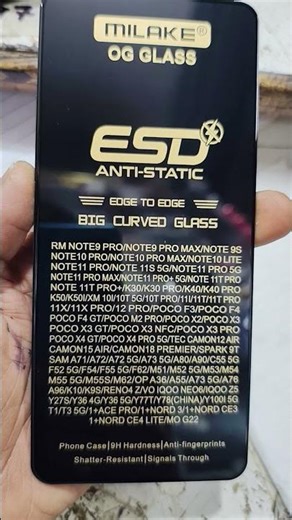 MILAKE®
OG GLASS
ESD
ANTI-STATIC
EDGE TO EDGE
BIG CURVED GLASS
RM NOTE9 PRO/NOTE9 PRO MAX/NOTE 9S
NOTE10 PRO/NOTE10 PRO MAX/NOTE10 LITE
NOTE11 PRO/NOTE 11S 5G/NOTE11 PRO 5G
NOTE11 PRO MAX/NOTE11 PRO+ 5G/NOTE 11T PRO
NOTE 11T PRO+/K30/K30 PRO/K40/K40 PRO
K50/K50I/XM 10I/10T 5G/10T PRO/11I/11T/11T PRO
11X/11X PRO/12 PRO/POCO F3/POCO F4
POCO F4 GT/POCO M2 PRO/POCO X2/POCO X3
POCO X3 GT/POCO X3 NFC/POCO X3 PRO
POCO X4 GT/POCO X4 PRO 5G/TEC CAMON12 AIR
CAMON15 AIR/CAMON18 PREMIER/SPARK 9T
SAM A71/A72/A72 5G/A73 5G/A80/A90/C55 5G
F52 5G/F54/F55 5G/F62/M51/M52 5G/M53/M54
M55 5G/M55S/M62/OP A36/A55/A73 5G/A76
A96/K10/K9S/RENO4 Z/VO IQOO NEO6/IQOO Z5
Y27S/Y36 4G/Y36 5G/Y77T/Y78(CHINA)/Y100I 5G
T1/T3 5G/1+ACE PRO/1+NORD 3/1+NORD CE3
1+NORD CE4 LITE/MO G22
Phone Case|9H Hardness|Anti-fingerprints
Shatter-Resistant|Signals Through